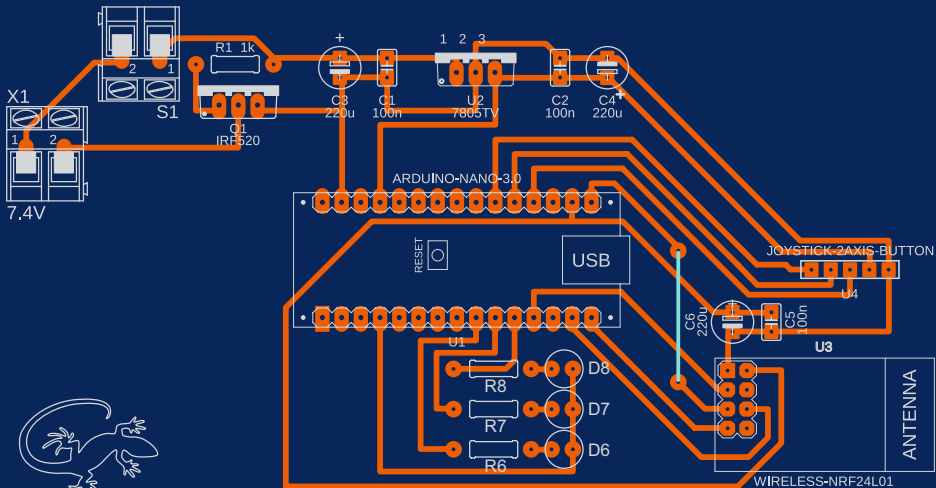 R1 1k
+
1 2 3
2 1
S1
X1
1 2
7.4V
Q1
IRF520
C3
220u
C1
100n
U2
7805TV
C2
100n
C4
220u
+
ARDUINO-NANO-3.0
RESET
USB
U1
JOYSTICK-2AXIS-BUTTON
U4
C6
220u
+
C5
100n
U3
R8
D8
R7
D7
R6
D6
ANTENNA
WIRELESS-NRF24L01